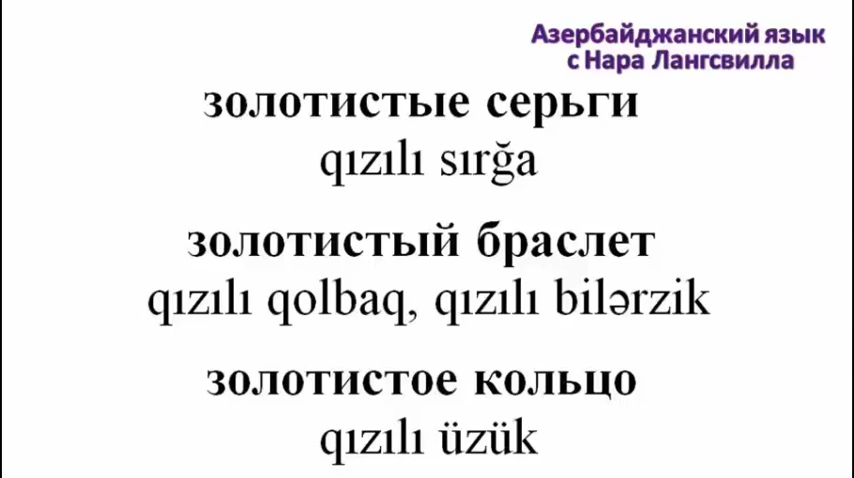 Азербайджанский язык
с Нара Лангсвилла
золотистые серьги
qızılı sırğa
золотистый браслет
qızılı qolbaq, qızılı bilərzik
золотистое кольцо
qızılı üzük